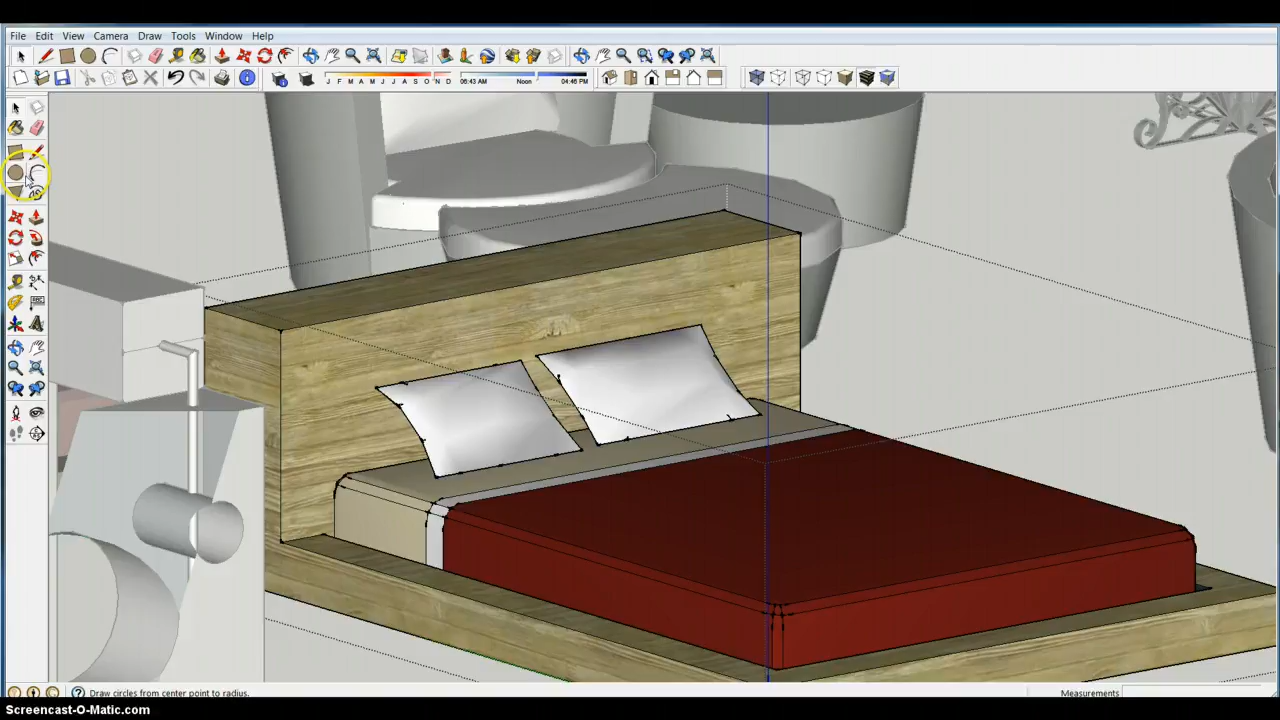 File Edit View Camera Draw Tools Window Help
J F M A M J J A S O N D 06:43 AM Noon 04:46 PM
Draw circles from center point to radius. Measurements
Screencast-O-Matic.com